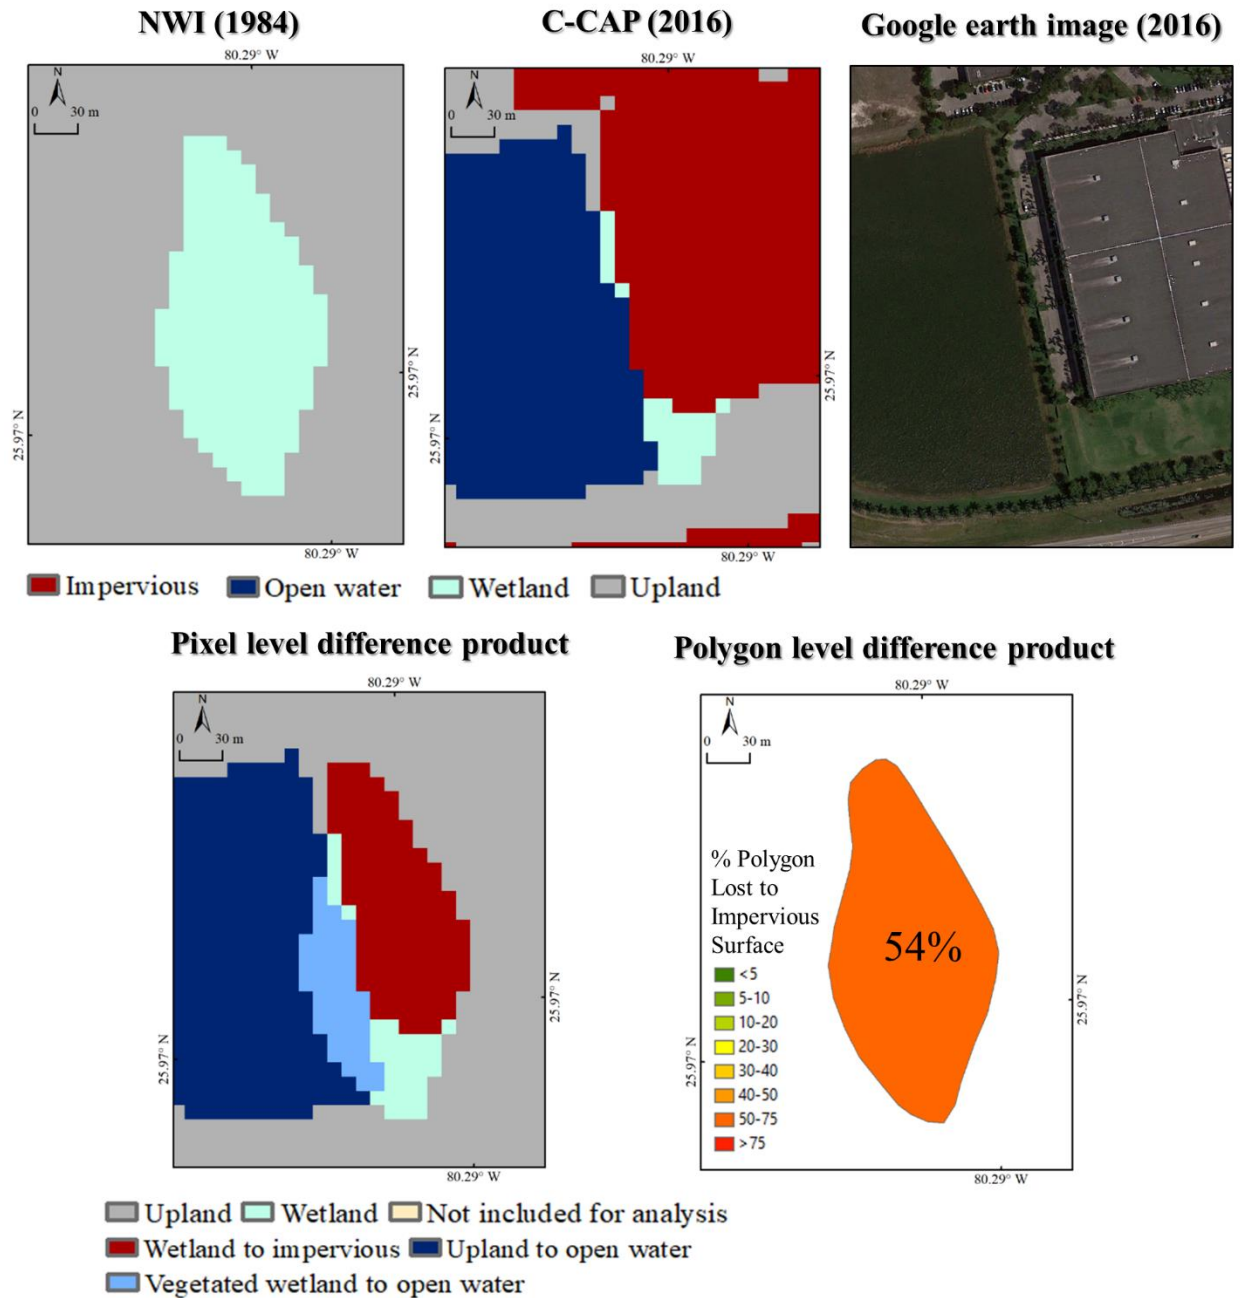 NWI (1984)
C-CAP (2016)
Google earth image (2016)
80.29° W
N
0 30 m
25.97° N
25.97° N
80.29° W
80.29° W
N
0 30 m
25.97° N
25.97° N
80.29° W
Impervious Open water Wetland Upland
Pixel level difference product
Polygon level difference product
80.29° W
N
0 30 m
25.97° N
25.97° N
80.29° W
80.29° W
N
0 30 m
% Polygon
Lost to
Impervious
Surface
<5
5-10
10-20
20-30
30-40
40-50
50-75
>75
54%
25.97° N
25.97° N
80.29° W
Upland Wetland Not included for analysis
Wetland to impervious Upland to open water
Vegetated wetland to open water